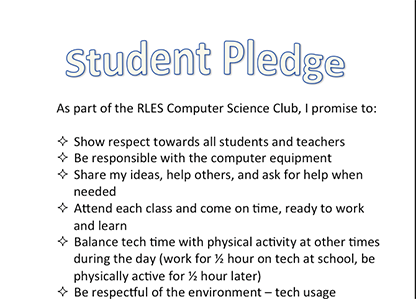 Student Pledge
As part of the RLES Computer Science Club, I promise to:
✧ Show respect towards all students and teachers
✧ Be responsible with the computer equipment
✧ Share my ideas, help others, and ask for help when
needed
✧ Attend each class and come on time, ready to work
and learn
✧ Balance tech time with physical activity at other times
during the day (work for ½ hour on tech at school, be
physically active for ½ hour later)
✧ Be respectful of the environment – tech usage